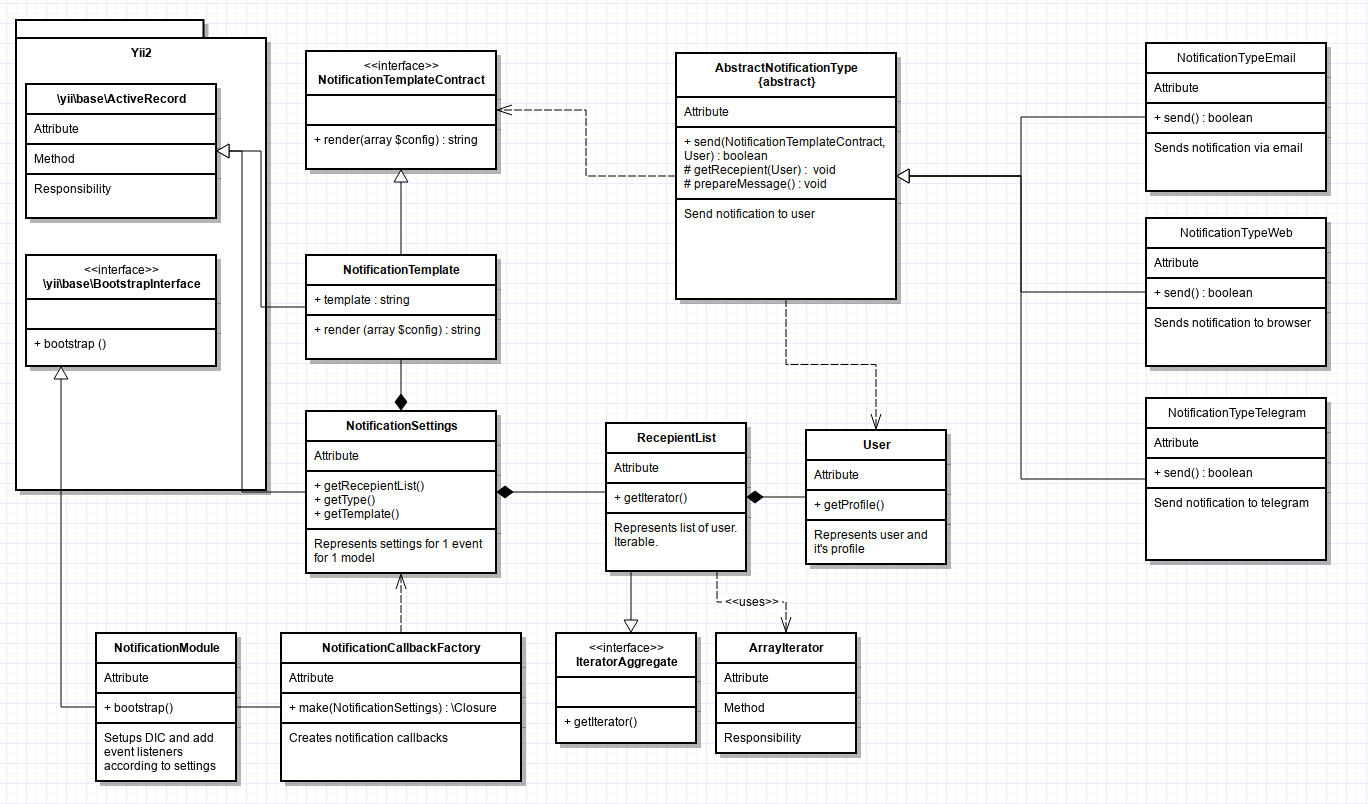 Yii2
\yii\base\ActiveRecord
Attribute
Method
Responsibility
<<interface>>
\yii\base\BootstrapInterface
+ bootstrap ()
<<interface>>
NotificationTemplateContract
+ render(array $config) : string
NotificationTemplate
+ template : string
+ render (array $config) : string
NotificationSettings
Attribute
+ getRecepientList()
+ getType()
+ getTemplate()
Represents settings for 1 event
for 1 model
AbstractNotificationType
{abstract}
Attribute
+ send(NotificationTemplateContract,
User) : boolean
# getRecepient(User) :  void
# prepareMessage() : void
Send notification to user
NotificationTypeEmail
Attribute
+ send() : boolean
Sends notification via email
NotificationTypeWeb
Attribute
+ send() : boolean
Sends notification to browser
NotificationTypeTelegram
Attribute
+ send() : boolean
Send notification to telegram
RecepientList
Attribute
+ getIterator()
Represents list of user.
Iterable.
User
Attribute
+ getProfile()
Represents user and
it's profile
<<uses>>
NotificationModule
Attribute
+ bootstrap()
Setups DIC and add
event listeners
according to settings
NotificationCallbackFactory
Attribute
+ make(NotificationSettings) : \Closure
Creates notification callbacks
<<interface>>
IteratorAggregate
+ getIterator()
ArrayIterator
Attribute
Method
Responsibility